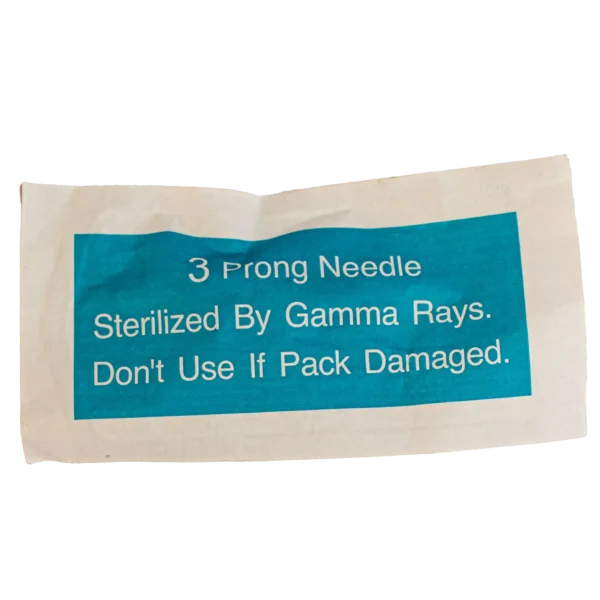 3 Prong Needle
Sterilized By Gamma Rays.
Don't Use If Pack Damaged.